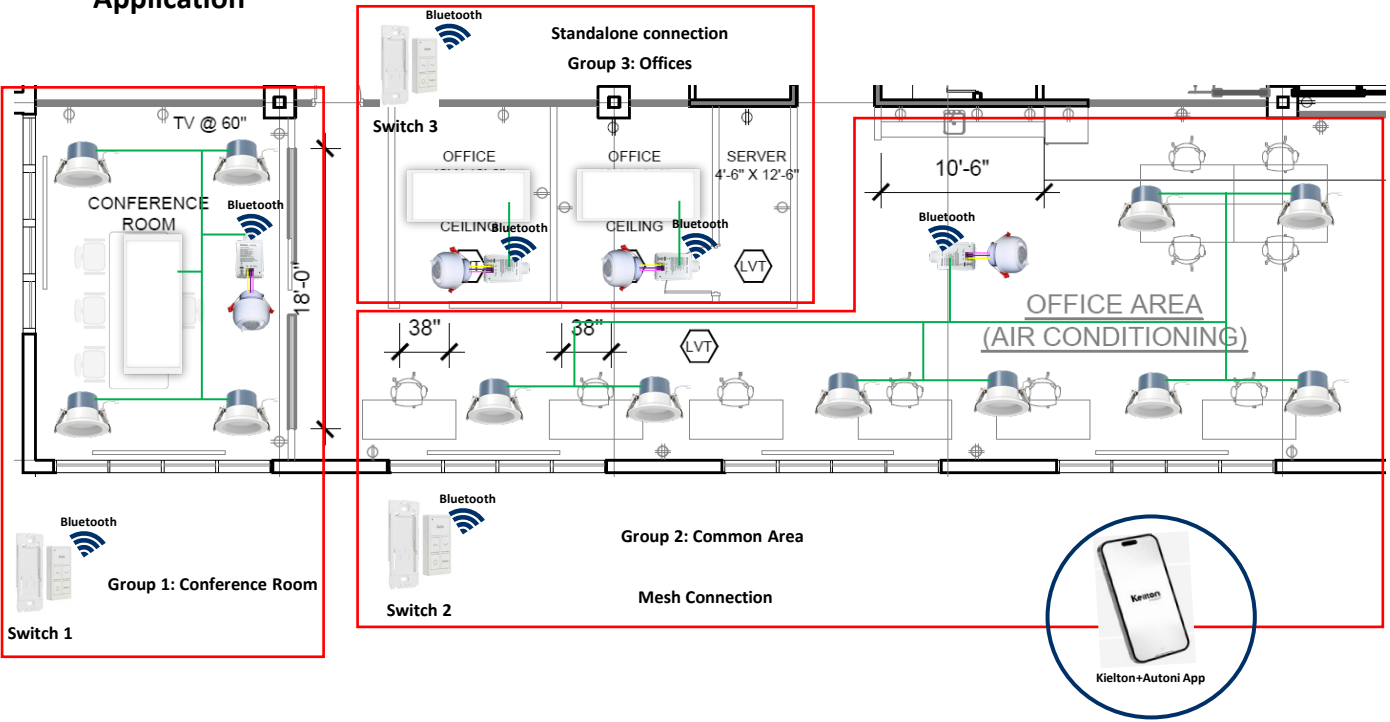 Application
Bluetooth
Standalone connection
Group 3: Offices
Switch 3
TV @ 60"
CONFERENCE
ROOM
Bluetooth
18'-0"
OFFICE
CEILING
Bluetooth
OFFICE
CEILING
Bluetooth
SERVER
4'-6" X 12'-6"
LVT
10'-6"
Bluetooth
OFFICE AREA
(AIR CONDITIONING)
38"
38"
LVT
Bluetooth
Group 1: Conference Room
Switch 1
Bluetooth
Group 2: Common Area
Mesh Connection
Switch 2
Keilton
Kielton+Autoni App